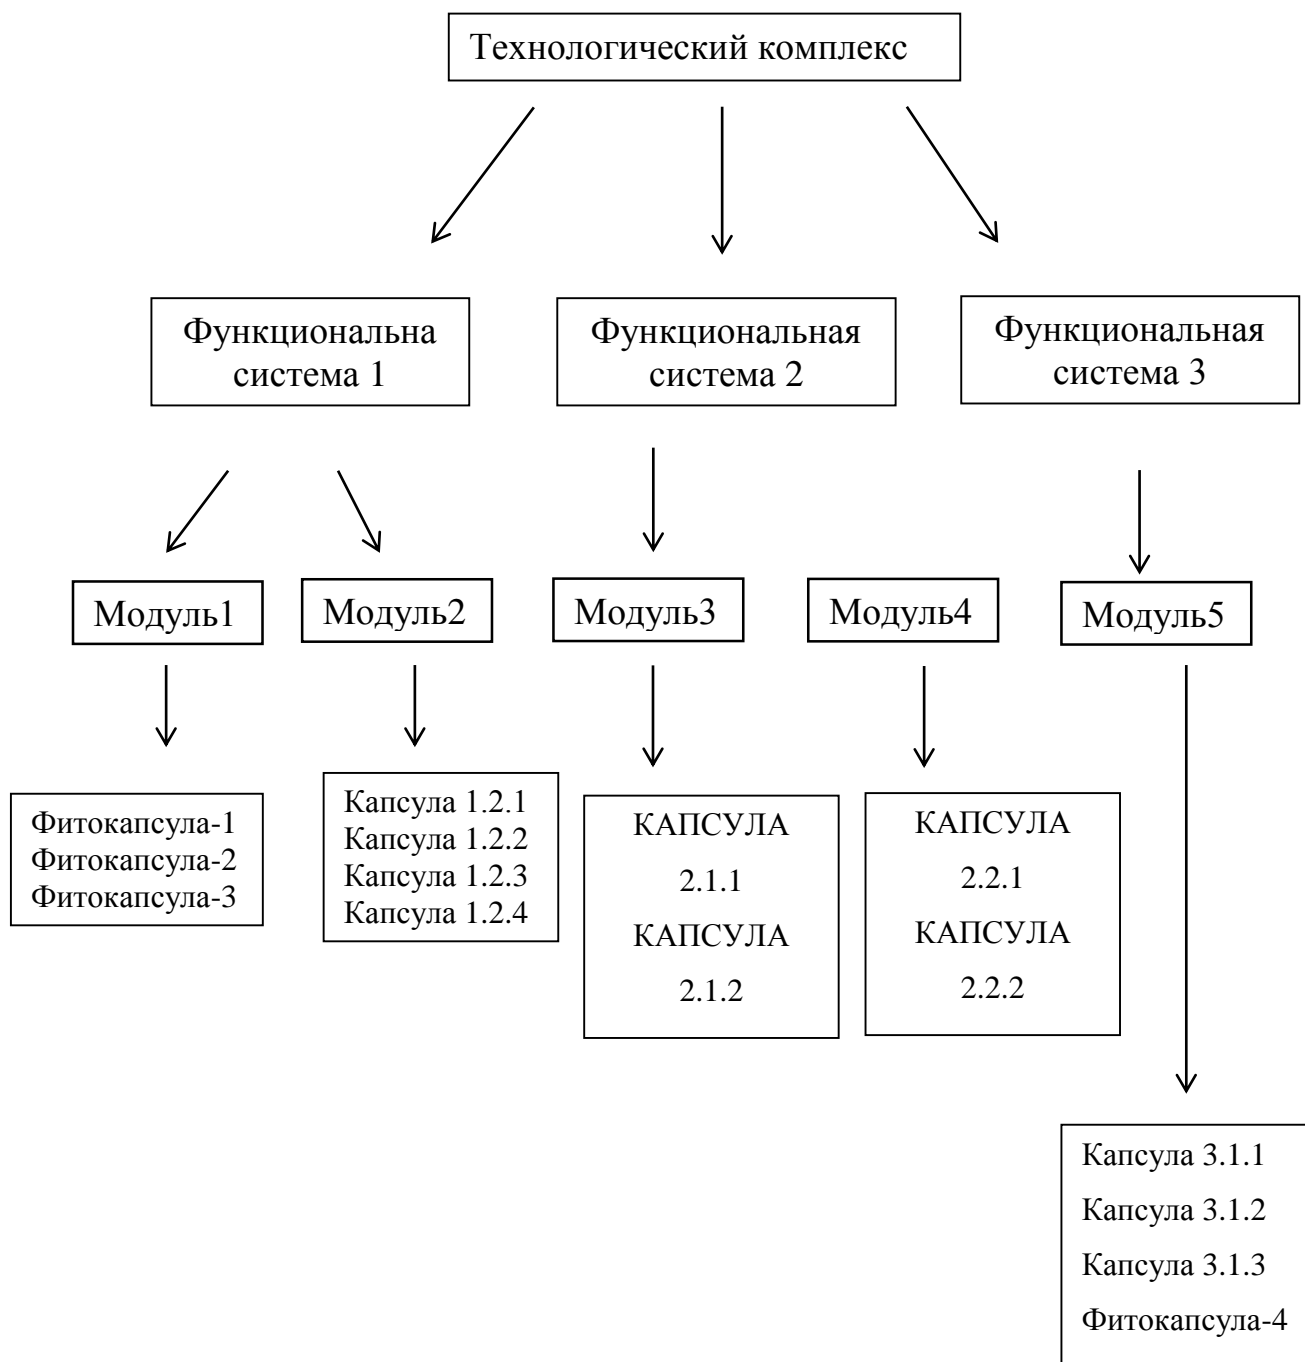 Технологический комплекс
Функциональна
система 1
Функциональная
система 2
Функциональная
система 3
Модуль1
Модуль2
Модуль3
Модуль4
Модуль5
Фитокапсула-1
Фитокапсула-2
Фитокапсула-3
Капсула 1.2.1
Капсула 1.2.2
Капсула 1.2.3
Капсула 1.2.4
КАПСУЛА
2.1.1
КАПСУЛА
2.1.2
КАПСУЛА
2.2.1
КАПСУЛА
2.2.2
Капсула 3.1.1
Капсула 3.1.2
Капсула 3.1.3
Фитокапсула-4